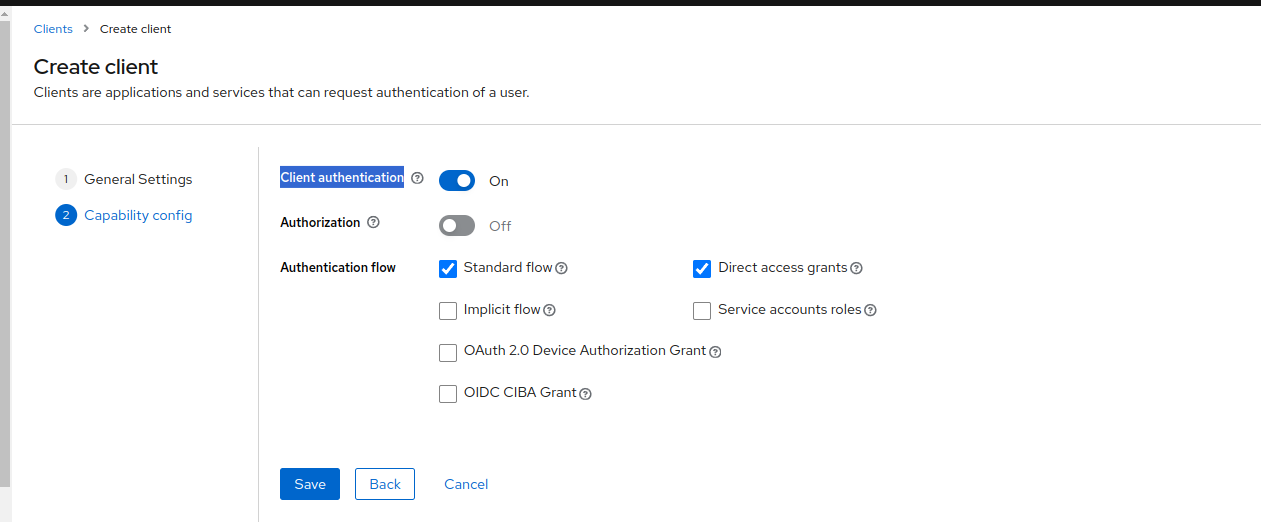 Clients > Create client
Create client
Clients are applications and services that can request authentication of a user.
1 General Settings
2 Capability config
Client authentication On
Authorization Off
Authentication flow Standard flow Direct access grants
Implicit flow Service accounts roles
OAuth 2.0 Device Authorization Grant
OIDC CIBA Grant
Save Back Cancel